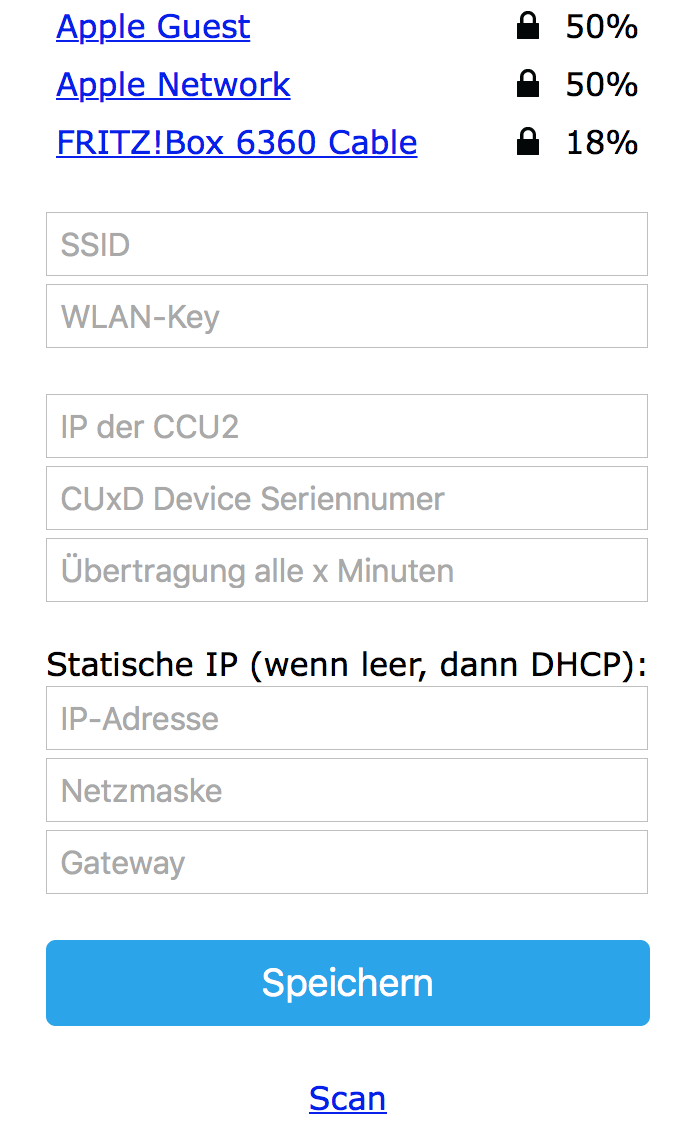 Apple Guest 50%
Apple Network 50%
FRITZ!Box 6360 Cable 18%
SSID
WLAN-Key
IP der CCU2
CUxD Device Seriennumer
Übertragung alle x Minuten
Statische IP (wenn leer, dann DHCP):
IP-Adresse
Netzmaske
Gateway
Speichern
Scan